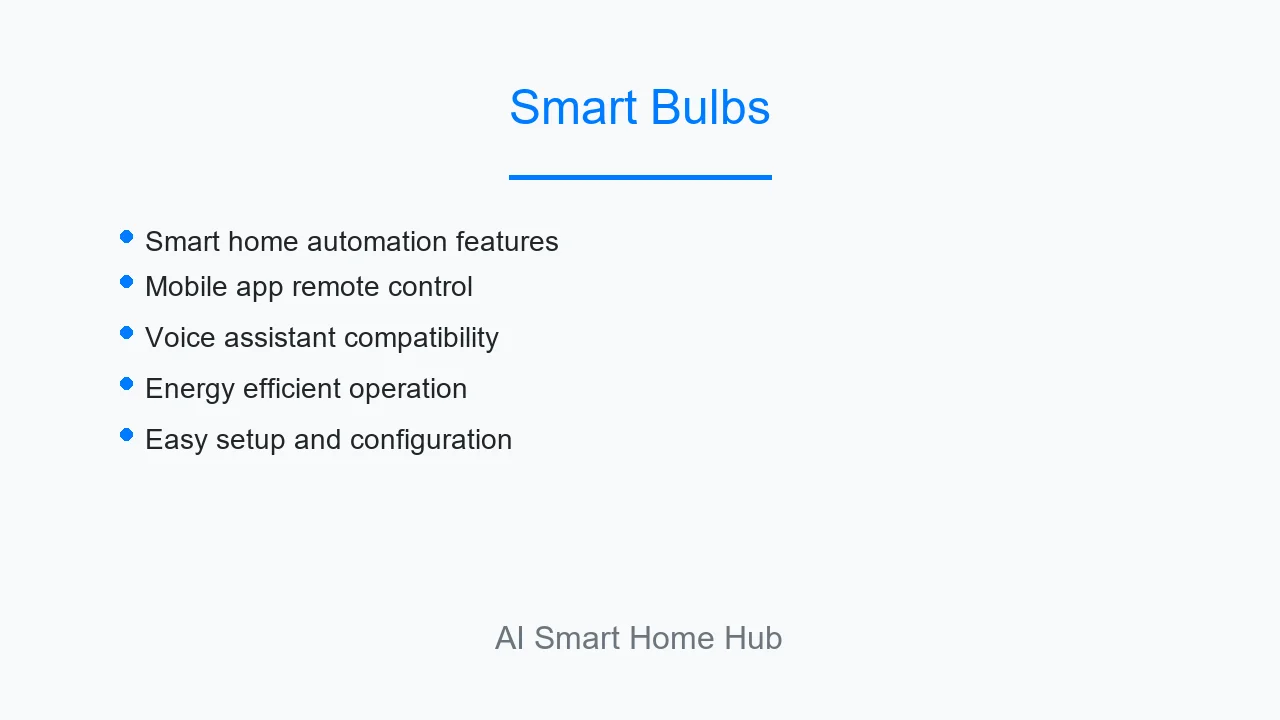 Smart Bulbs
Smart home automation features
Mobile app remote control
Voice assistant compatibility
Energy efficient operation
Easy setup and configuration
AI Smart Home Hub